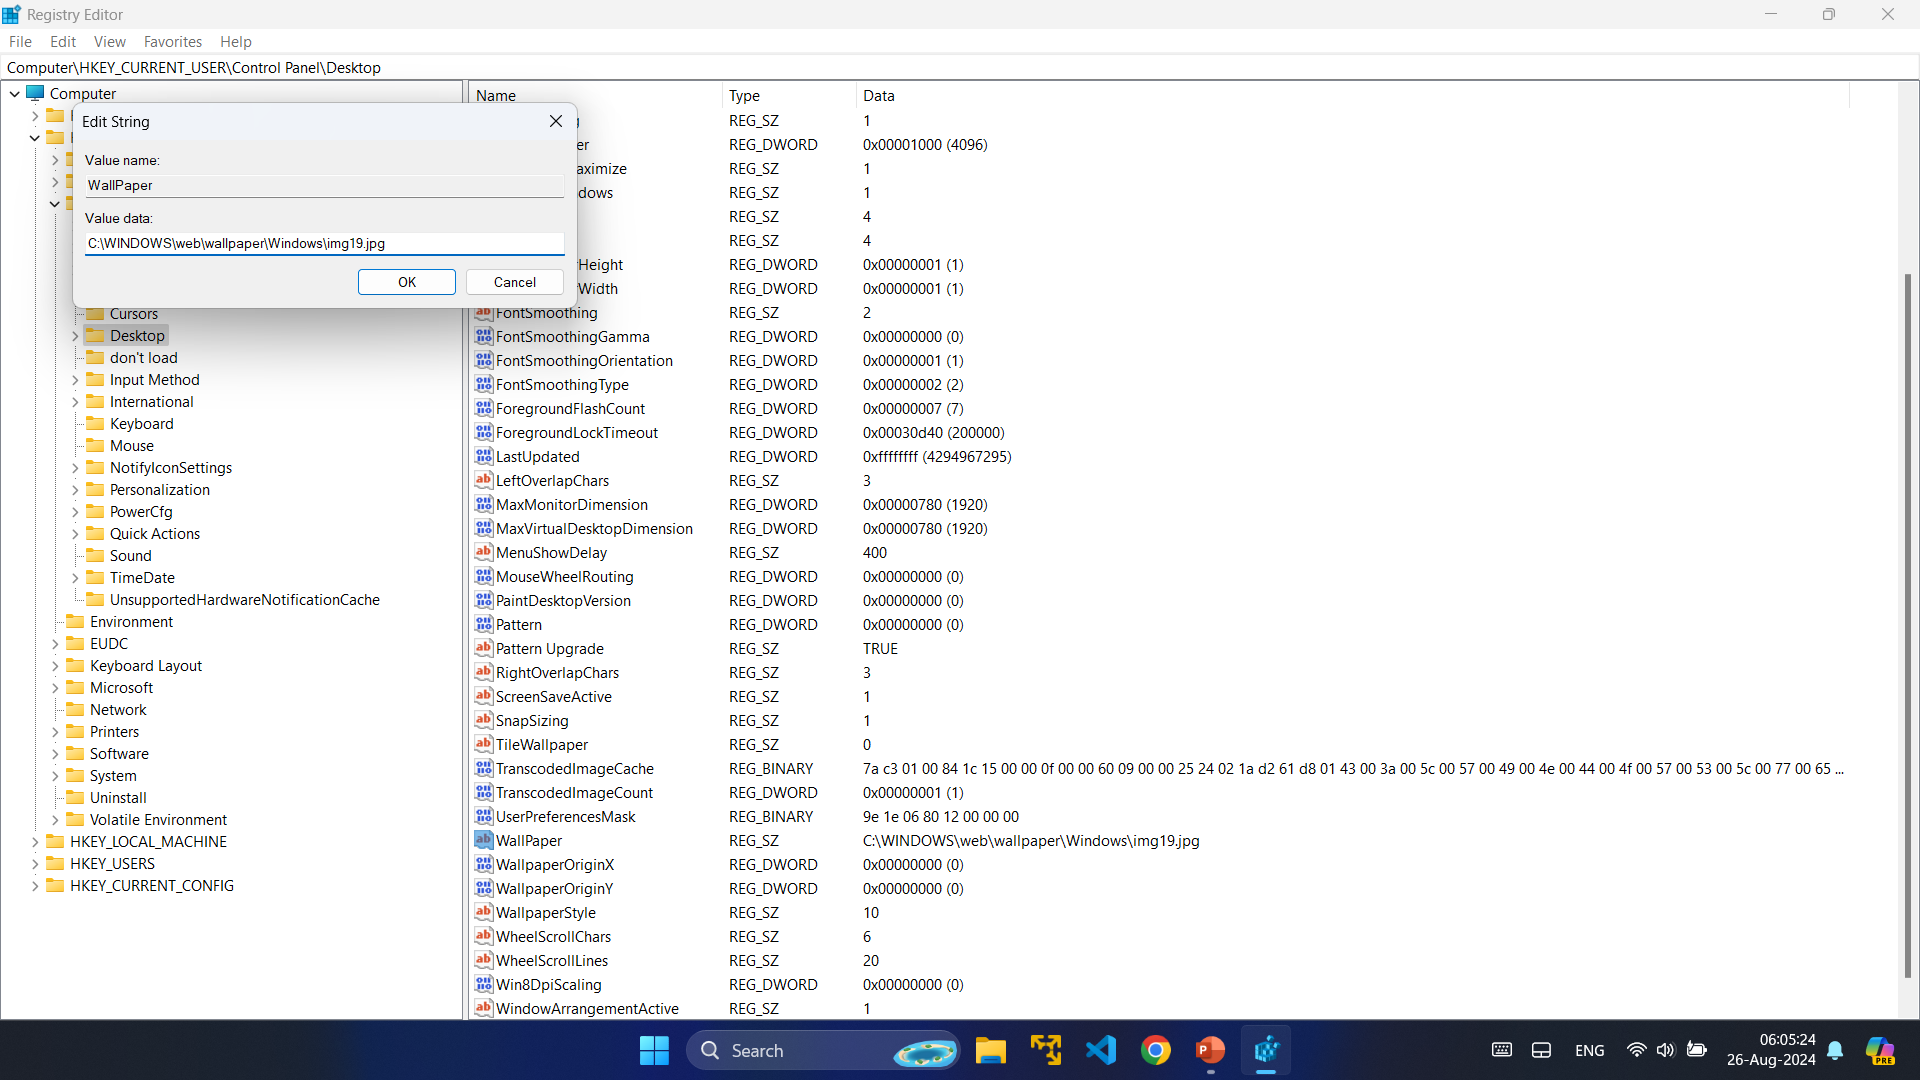 Registry Editor
File Edit View Favorites Help
Computer\HKEY_CURRENT_USER\Control Panel\Desktop
Computer
Edit String
Value name:
WallPaper
Value data:
C:\WINDOWS\web\wallpaper\Windows\img19.jpg
OK Cancel
Cursors
Desktop
don't load
Input Method
International
Keyboard
Mouse
NotifyIconSettings
Personalization
PowerCfg
Quick Actions
Sound
TimeDate
UnsupportedHardwareNotificationCache
Environment
EUDC
Keyboard Layout
Microsoft
Network
Printers
Software
System
Uninstall
Volatile Environment
HKEY_LOCAL_MACHINE
HKEY_USERS
HKEY_CURRENT_CONFIG
Name Type Data
REG_SZ 1
er REG_DWORD 0x00001000 (4096)
aximize REG_SZ 1
dows REG_SZ 1
REG_SZ 4
REG_SZ 4
Height REG_DWORD 0x00000001 (1)
Width REG_DWORD 0x00000001 (1)
FontSmoothing REG_SZ 2
FontSmoothingGamma REG_DWORD 0x00000000 (0)
FontSmoothingOrientation REG_DWORD 0x00000001 (1)
FontSmoothingType REG_DWORD 0x00000002 (2)
ForegroundFlashCount REG_DWORD 0x00000007 (7)
ForegroundLockTimeout REG_DWORD 0x00030d40 (200000)
LastUpdated REG_DWORD 0xffffffff (4294967295)
LeftOverlapChars REG_SZ 3
MaxMonitorDimension REG_DWORD 0x00000780 (1920)
MaxVirtualDesktopDimension REG_DWORD 0x00000780 (1920)
MenuShowDelay REG_SZ 400
MouseWheelRouting REG_DWORD 0x00000000 (0)
PaintDesktopVersion REG_DWORD 0x00000000 (0)
Pattern REG_DWORD 0x00000000 (0)
Pattern Upgrade REG_SZ TRUE
RightOverlapChars REG_SZ 3
ScreenSaveActive REG_SZ 1
SnapSizing REG_SZ 1
TileWallpaper REG_SZ 0
TranscodedImageCache REG_BINARY 7a c3 01 00 84 1c 15 00 00 0f 00 00 60 09 00 00 25 24 02 1a d2 61 d8 01 43 00 3a 00 5c 00 57 00 49 00 4e 00 44 00 4f 00 57 00 53 00 5c 00 77 00 65 ...
TranscodedImageCount REG_DWORD 0x00000001 (1)
UserPreferencesMask REG_BINARY 9e 1e 06 80 12 00 00 00
WallPaper REG_SZ C:\WINDOWS\web\wallpaper\Windows\img19.jpg
WallpaperOriginX REG_DWORD 0x00000000 (0)
WallpaperOriginY REG_DWORD 0x00000000 (0)
WallpaperStyle REG_SZ 10
WheelScrollChars REG_SZ 6
WheelScrollLines REG_SZ 20
Win8DpiScaling REG_DWORD 0x00000000 (0)
WindowArrangementActive REG_SZ 1
Search
ENG
06:05:24
26-Aug-2024
PRE